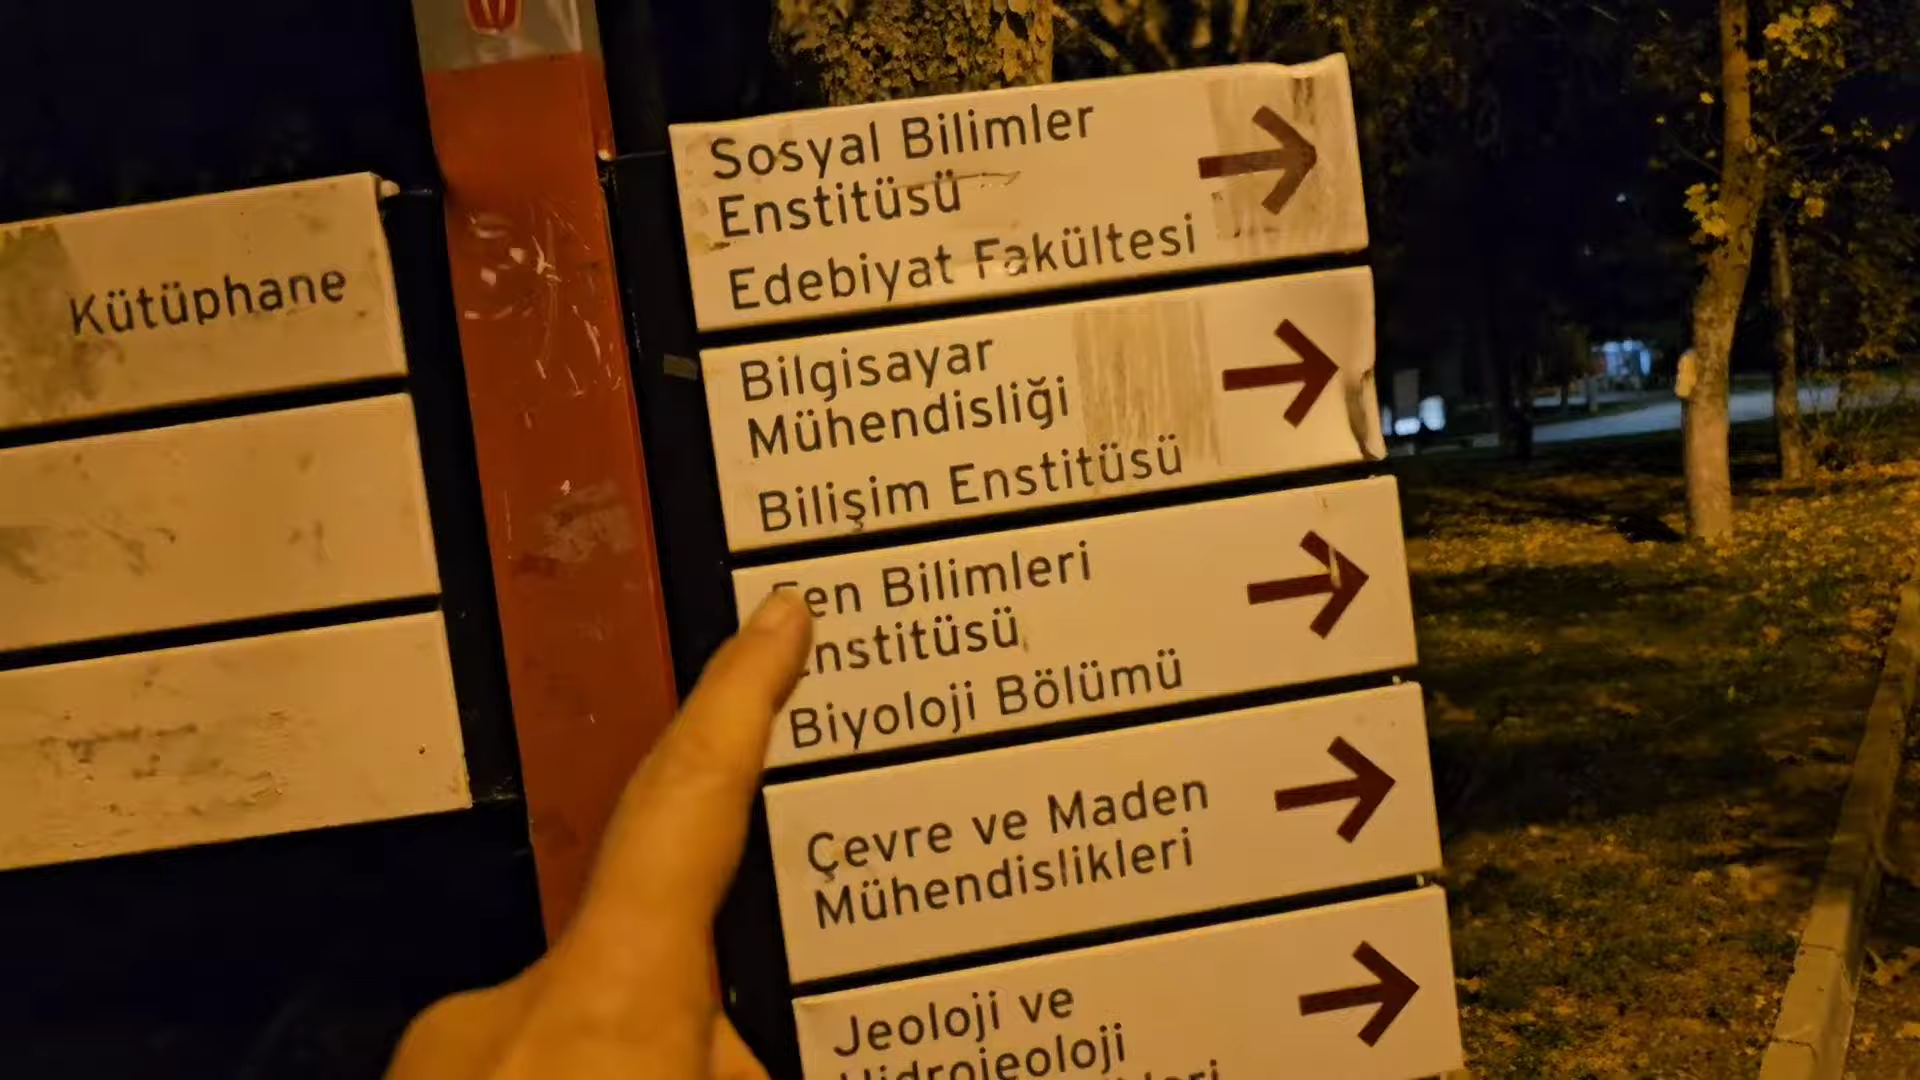 Kütüphane
Sosyal Bilimler
Enstitüsü
Edebiyat Fakültesi
Bilgisayar
Mühendisliği
Bilişim Enstitüsü
Fen Bilimleri
Enstitüsü
Biyoloji Bölümü
Çevre ve Maden
Mühendislikleri
Jeoloji ve
Hidrojeoloji